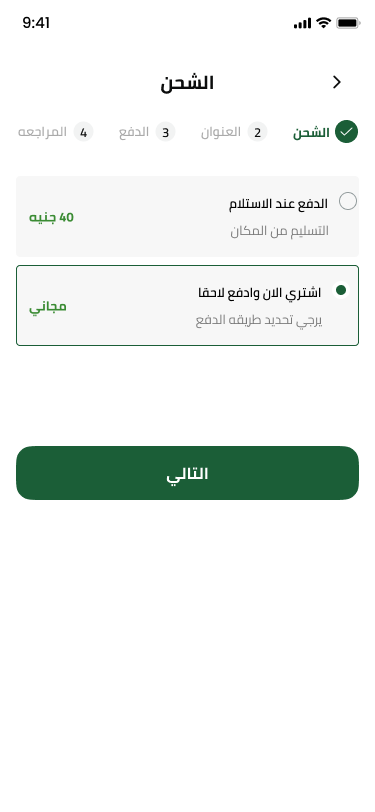 9:41
الشحن
الشحن 2 العنوان 3 الدفع 4 المراجعه
الدفع عند الاستلام
40 جنيه
التسليم من المكان
اشتري الان وادفع لاحقا
مجاني
يرجي تحديد طريقه الدفع
التالي